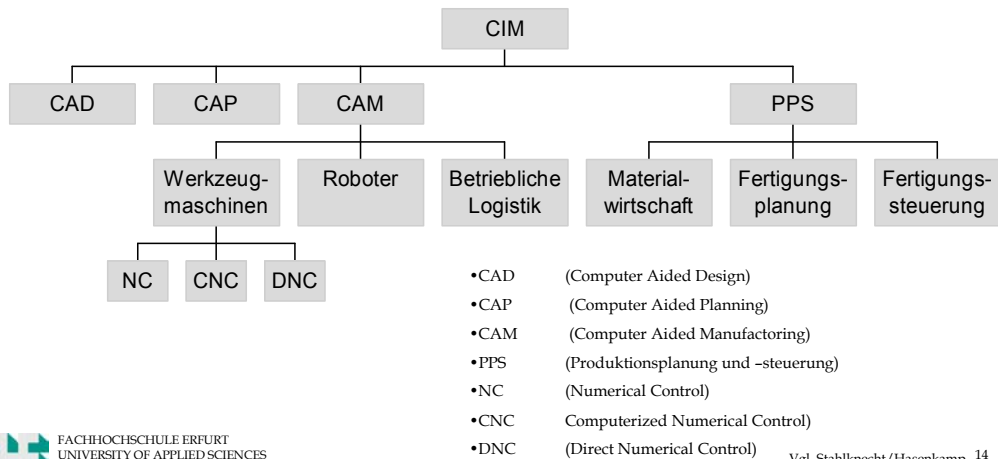 CIM
CAD
CAP
CAM
PPS
Werkzeug-
maschinen
Roboter
Betriebliche
Logistik
Material-
wirtschaft
Fertigungs-
planung
Fertigungs-
steuerung
NC
CNC
DNC
•CAD (Computer Aided Design)
•CAP (Computer Aided Planning)
•CAM (Computer Aided Manufactoring)
•PPS (Produktionsplanung und –steuerung)
•NC (Numerical Control)
•CNC Computerized Numerical Control)
•DNC (Direct Numerical Control)
FACHHOCHSCHULE ERFURT
UNIVERSITY OF APPLIED SCIENCES
Vgl. Stahlknecht/Hasenkamp 14